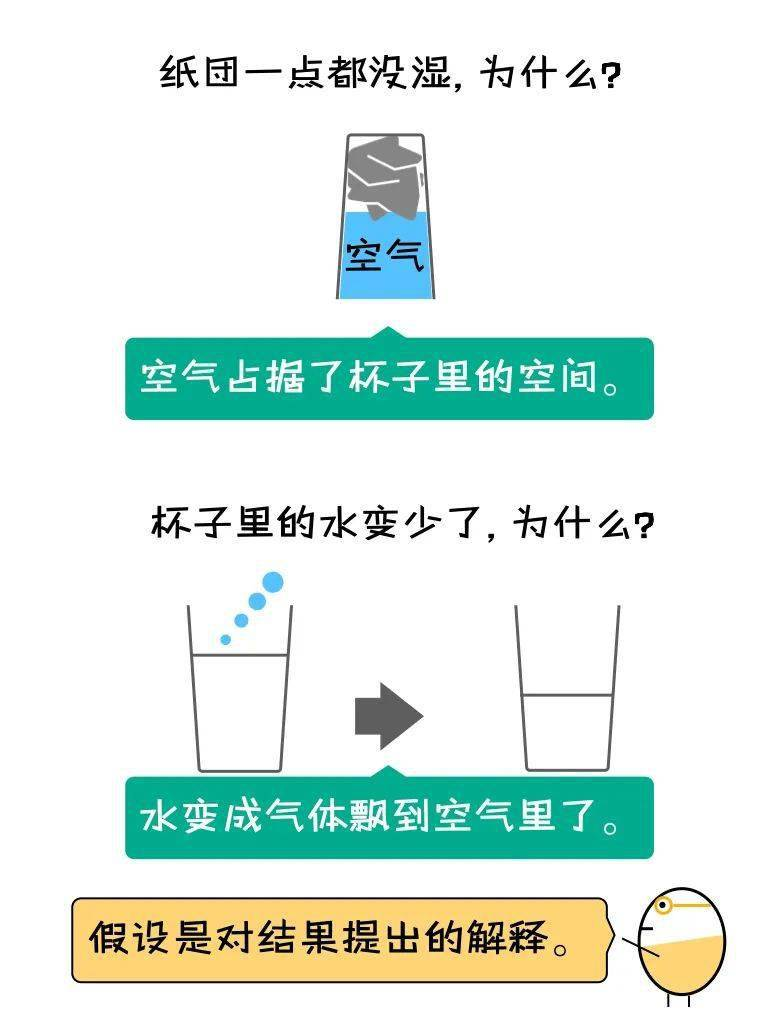 纸团一点都没湿, 为什么?
空气
空气占据了杯子里的空间。
杯子里的水变少了, 为什么?
水变成气体飘到空气里了。
假设是对结果提出的解释。